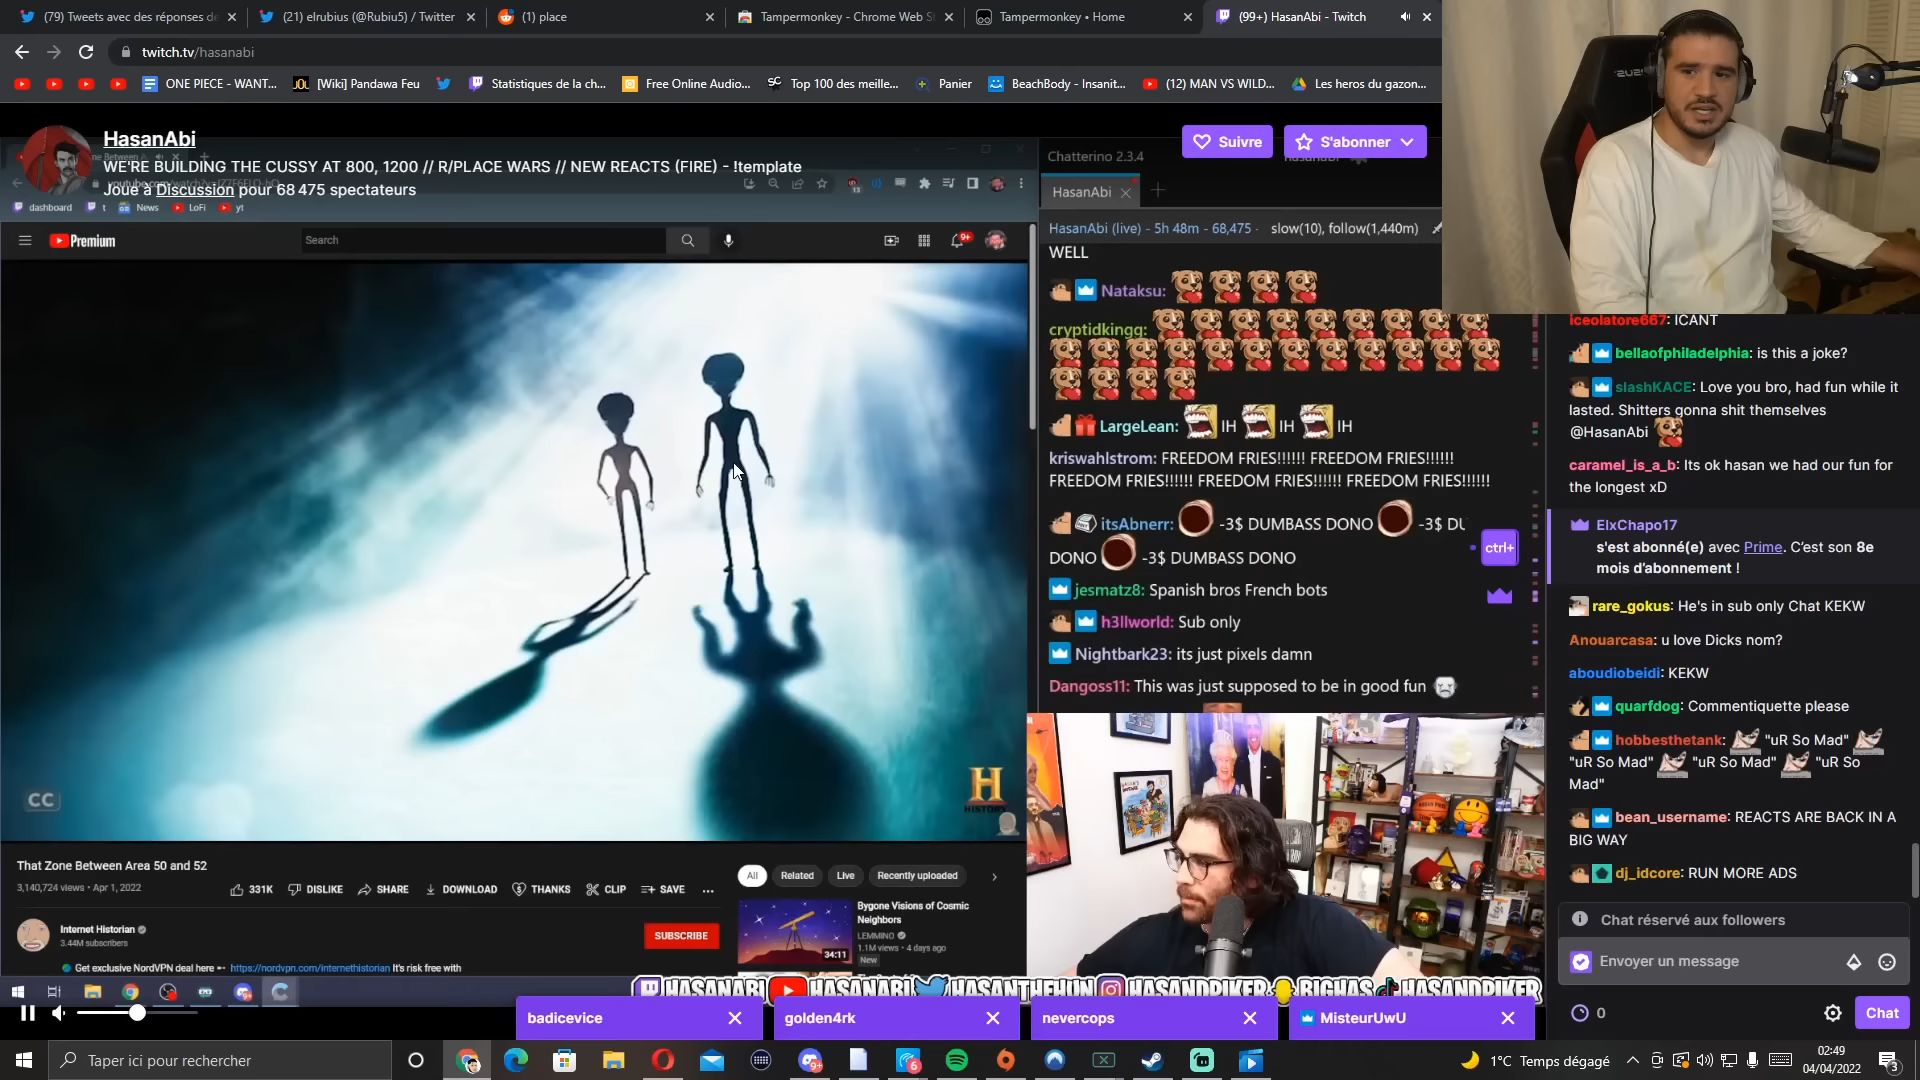 (79) Tweets avec des réponses de
(21) elrubius (@Rubiu5) / Twitter
(1) place
Tampermonkey - Chrome Web S
Tampermonkey • Home
(99+) HasanAbi - Twitch
twitch.tv/hasanabi
ONE PIECE - WANT...
JOL
[Wiki] Pandawa Feu
Statistiques de la ch...
Free Online Audio...
Top 100 des meille...
Panier
BeachBody - Insanit...
(12) MAN VS WILD...
Les heros du gazon...
HasanAbi
WE'RE BUILDING THE CUSSY AT 800, 1200 // R/PLACE WARS // NEW REACTS (FIRE) - !template
Joue à Discussion pour 68 475 spectateurs
Suivre
S'abonner
dashboard
t
News
LoFi
yt
Premium
Search
9+
CC
HISTORY
That Zone Between Area 50 and 52
3,140,724 views • Apr 1, 2022
331K
DISLIKE
SHARE
DOWNLOAD
THANKS
CLIP
SAVE
...
Internet Historian
3.44M subscribers
SUBSCRIBE
Get exclusive NordVPN deal here ➵ https://nordvpn.com/internethistorian It's risk free with
All
Related
Live
Recently uploaded
34:11
Bygone Visions of Cosmic
Neighbors
LEMMINO
1.1M views • 4 days ago
New
Chatterino 2.3.4
HasanAbi
HasanAbi (live) - 5h 48m - 68,475 -
slow(10), follow(1,440m)
WELL
Nataksu:
cryptidkingg:
LargeLean: IH IH IH
kriswahlstrom: FREEDOM FRIES!!!!!! FREEDOM FRIES!!!!!!
FREEDOM FRIES!!!!!! FREEDOM FRIES!!!!!! FREEDOM FRIES!!!!!!
itsAbnerr: -3$ DUMBASS DONO -3$ DU
DONO -3$ DUMBASS DONO
jesmatz8: Spanish bros French bots
h3llworld: Sub only
Nightbark23: its just pixels damn
Dangoss11: This was just supposed to be in good fun
ctrl+
HASANABI HASANABI HASANTHEHUN HASANDPIKER BIGHAS HASANDPIKER
iceolatore667: ICANT
bellaofphiladelphia: is this a joke?
slashKACE: Love you bro, had fun while it
lasted. Shitters gonna shit themselves
@HasanAbi
caramel_is_a_b: Its ok hasan we had our fun for
the longest xD
ElxChapo17
s'est abonné(e) avec Prime. C'est son 8e
mois d'abonnement !
rare_gokus: He's in sub only Chat KEKW
Anouarcasa: u love Dicks nom?
aboudiobeidi: KEKW
quarfdog: Commentiquette please
hobbesthetank: "uR So Mad"
"uR So Mad" "uR So Mad" "uR So
Mad"
bean_username: REACTS ARE BACK IN A
BIG WAY
dj_idcore: RUN MORE ADS
Chat réservé aux followers
Envoyer un message
0
Chat
badicevice
golden4rk
nevercops
MisteurUwU
Taper ici pour rechercher
9+
6
1°C Temps dégagé
02:49
04/04/2022
3